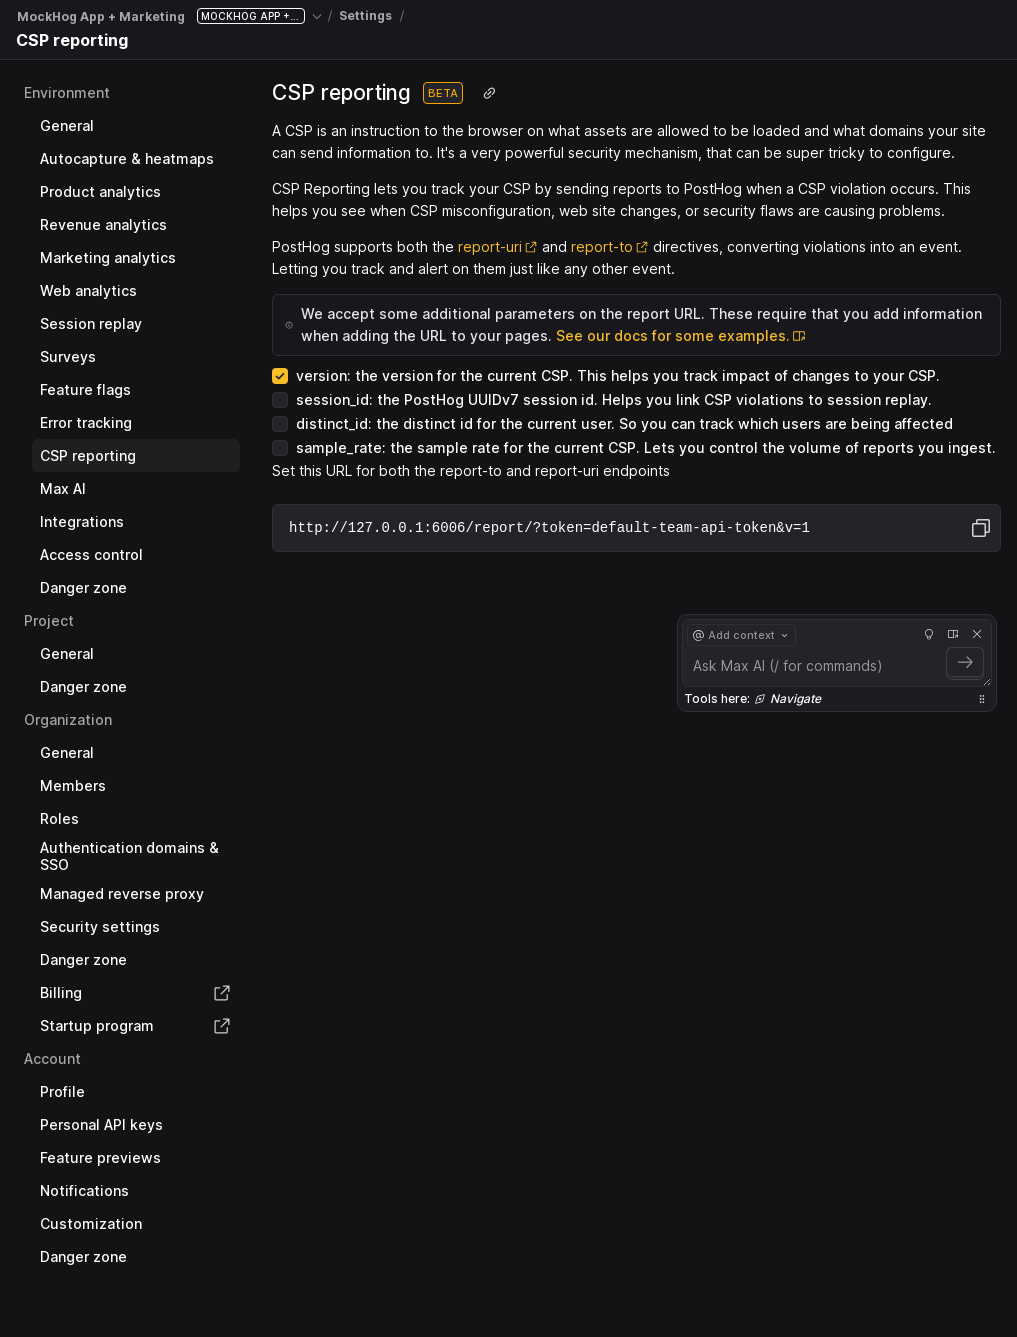 MockHog App + Marketing MOCKHOG APP +... / Settings /
CSP reporting
Environment
General
Autocapture & heatmaps
Product analytics
Revenue analytics
Marketing analytics
Web analytics
Session replay
Surveys
Feature flags
Error tracking
CSP reporting
Max AI
Integrations
Access control
Danger zone
Project
General
Danger zone
Organization
General
Members
Roles
Authentication domains &
SSO
Managed reverse proxy
Security settings
Danger zone
Billing
Startup program
Account
Profile
Personal API keys
Feature previews
Notifications
Customization
Danger zone
CSP reporting BETA
A CSP is an instruction to the browser on what assets are allowed to be loaded and what domains your site
can send information to. It's a very powerful security mechanism, that can be super tricky to configure.
CSP Reporting lets you track your CSP by sending reports to PostHog when a CSP violation occurs. This
helps you see when CSP misconfiguration, web site changes, or security flaws are causing problems.
PostHog supports both the report-uri and report-to directives, converting violations into an event.
Letting you track and alert on them just like any other event.
We accept some additional parameters on the report URL. These require that you add information
when adding the URL to your pages. See our docs for some examples.
version: the version for the current CSP. This helps you track impact of changes to your CSP.
session_id: the PostHog UUIDv7 session id. Helps you link CSP violations to session replay.
distinct_id: the distinct id for the current user. So you can track which users are being affected
sample_rate: the sample rate for the current CSP. Lets you control the volume of reports you ingest.
Set this URL for both the report-to and report-uri endpoints
http://127.0.0.1:6006/report/?token=default-team-api-token&v=1
@ Add context
Ask Max AI (/ for commands)
Tools here: Navigate